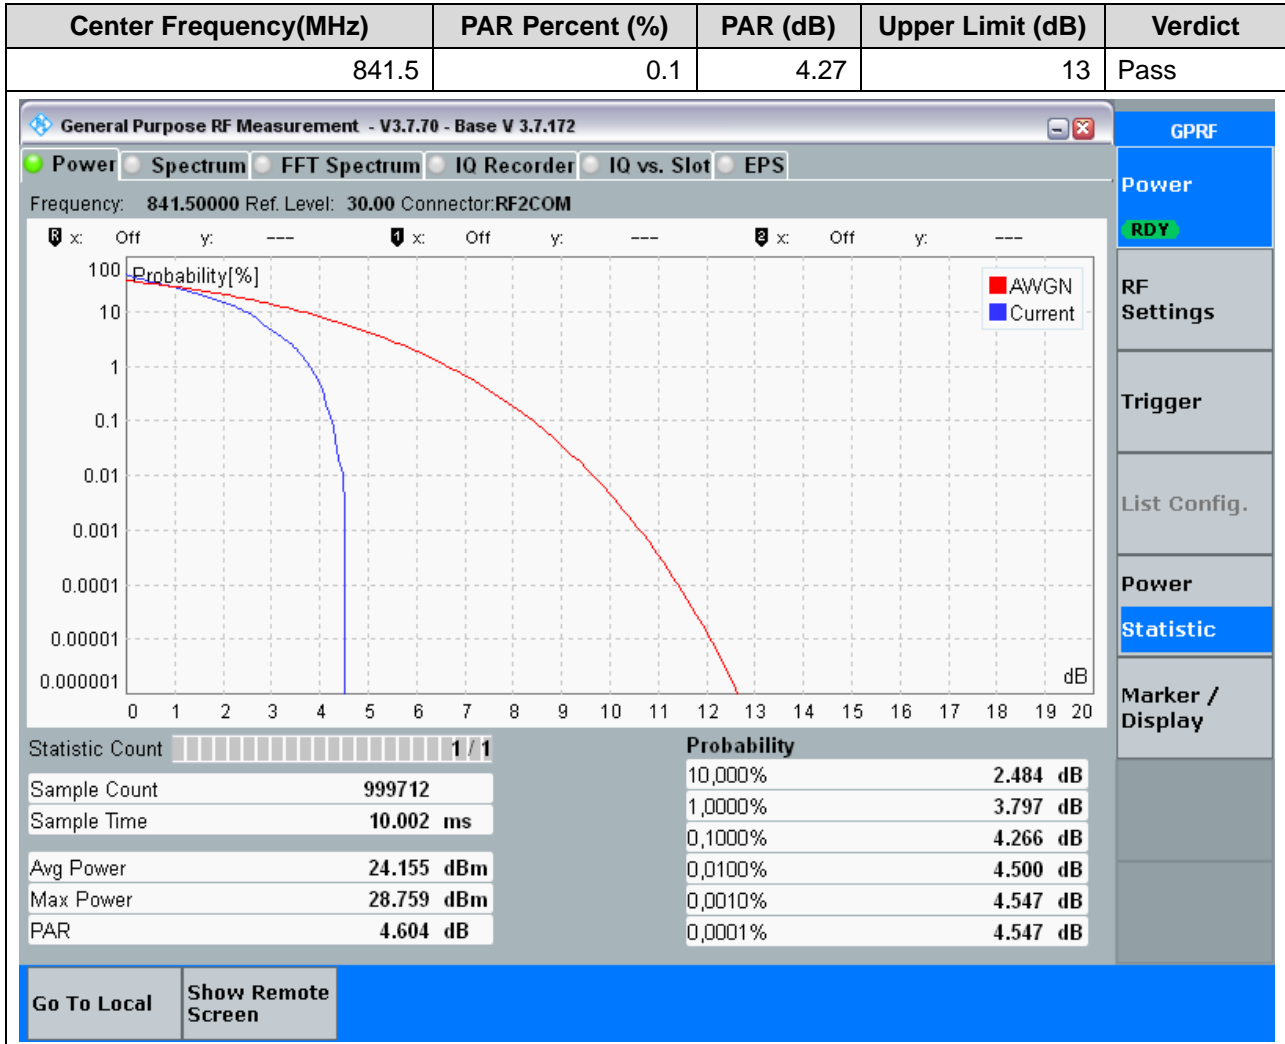 Center Frequency(MHz) PAR Percent (%) PAR (dB) Upper Limit (dB) Verdict
841.5 0.1 4.27 13 Pass
General Purpose RF Measurement - V3.7.70 - Base V 3.7.172
GPRF
Power Spectrum FFT Spectrum IQ Recorder IQ vs. Slot EPS
Power
RDY
Frequency: 841.50000 Ref. Level: 30.00 Connector:RF2COM
R x: Off y: --- 1 x: Off y: --- 2 x: Off y: ---
Probability[%]
AWGN
Current
100
10
1
0.1
0.01
0.001
0.0001
0.00001
0.000001
dB
0 1 2 3 4 5 6 7 8 9 10 11 12 13 14 15 16 17 18 19 20
RF
Settings
Trigger
List Config.
Power
Statistic
Marker /
Display
Statistic Count 1 / 1
Sample Count 999712
Sample Time 10.002 ms
Avg Power 24.155 dBm
Max Power 28.759 dBm
PAR 4.604 dB
Probability
10,000% 2.484 dB
1,0000% 3.797 dB
0,1000% 4.266 dB
0,0100% 4.500 dB
0,0010% 4.547 dB
0,0001% 4.547 dB
Go To Local
Show Remote
Screen